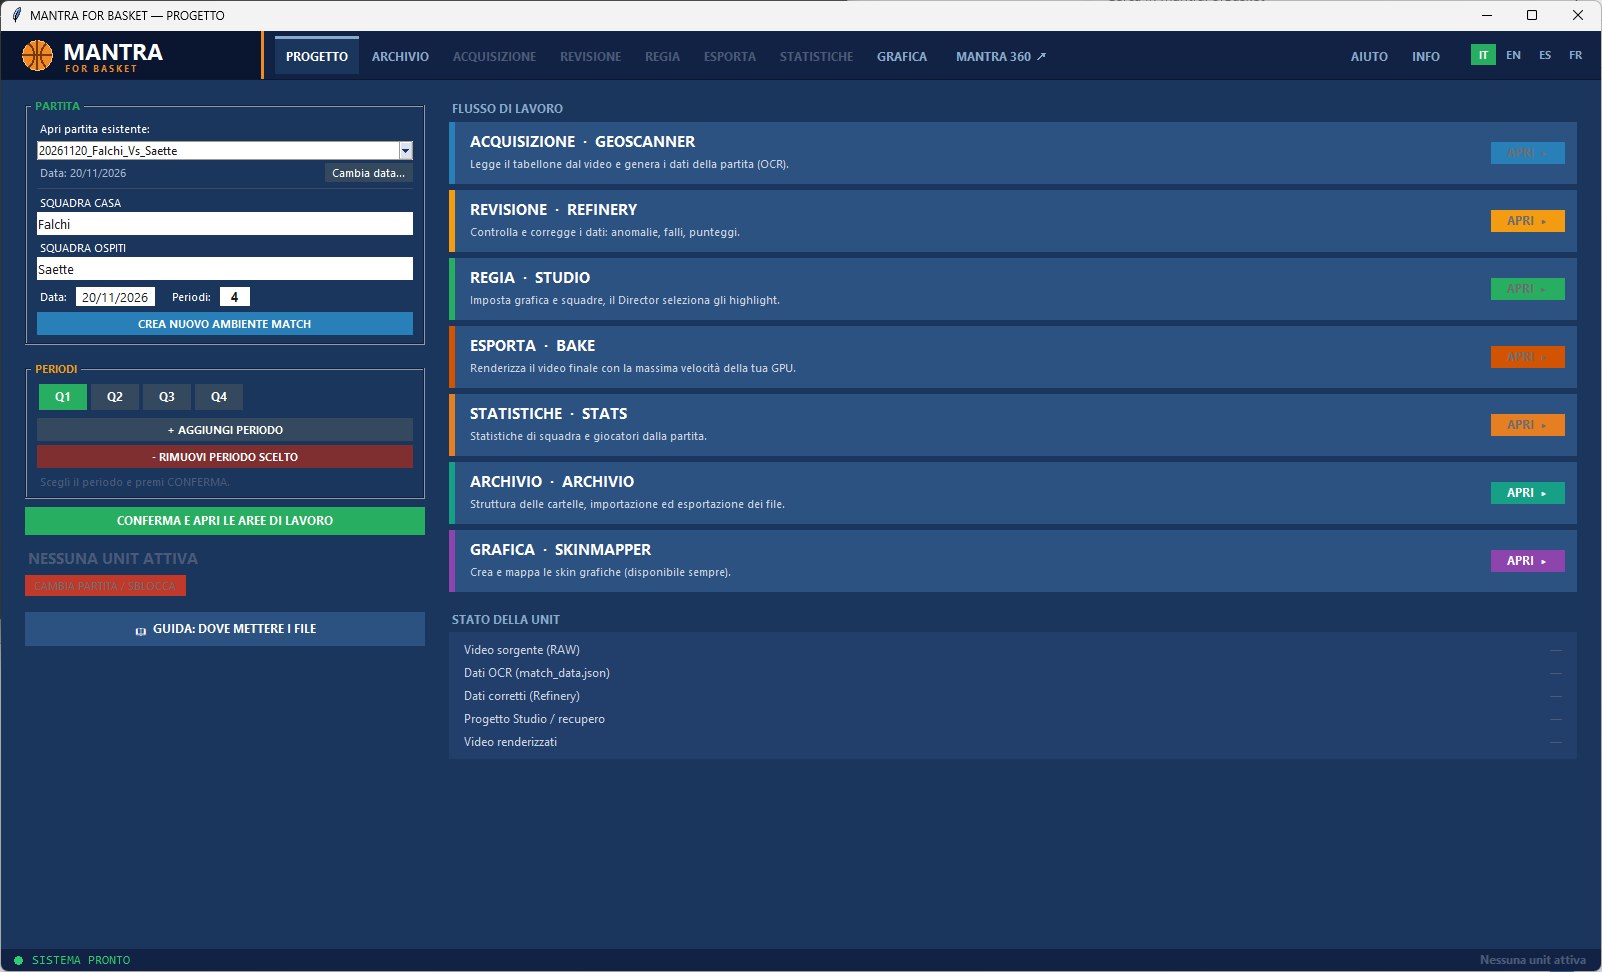 MANTRA FOR BASKET — PROGETTO
MANTRA
FOR BASKET
PROGETTO ARCHIVIO ACQUISIZIONE REVISIONE REGIA ESPORTA STATISTICHE GRAFICA MANTRA 360 ↗ AIUTO INFO IT EN ES FR
PARTITA
Apri partita esistente:
20261120_Falchi_Vs_Saette
Data: 20/11/2026 Cambia data...
SQUADRA CASA
Falchi
SQUADRA OSPITI
Saette
Data: 20/11/2026 Periodi: 4
CREA NUOVO AMBIENTE MATCH
PERIODI
Q1 Q2 Q3 Q4
+ AGGIUNGI PERIODO
- RIMUOVI PERIODO SCELTO
Scegli il periodo e premi CONFERMA.
CONFERMA E APRI LE AREE DI LAVORO
NESSUNA UNIT ATTIVA
CAMBIA PARTITA / SBLOCCA
GUIDA: DOVE METTERE I FILE
FLUSSO DI LAVORO
ACQUISIZIONE · GEOSCANNER
Legge il tabellone dal video e genera i dati della partita (OCR).
APRI ▸
REVISIONE · REFINERY
Controlla e corregge i dati: anomalie, falli, punteggi.
APRI ▸
REGIA · STUDIO
Imposta grafica e squadre, il Director seleziona gli highlight.
APRI ▸
ESPORTA · BAKE
Renderizza il video finale con la massima velocità della tua GPU.
APRI ▸
STATISTICHE · STATS
Statistiche di squadra e giocatori dalla partita.
APRI ▸
ARCHIVIO · ARCHIVIO
Struttura delle cartelle, importazione ed esportazione dei file.
APRI ▸
GRAFICA · SKINMAPPER
Crea e mappa le skin grafiche (disponibile sempre).
APRI ▸
STATO DELLA UNIT
Video sorgente (RAW) —
Dati OCR (match_data.json) —
Dati corretti (Refinery) —
Progetto Studio / recupero —
Video renderizzati —
SISTEMA PRONTO
Nessuna unit attiva